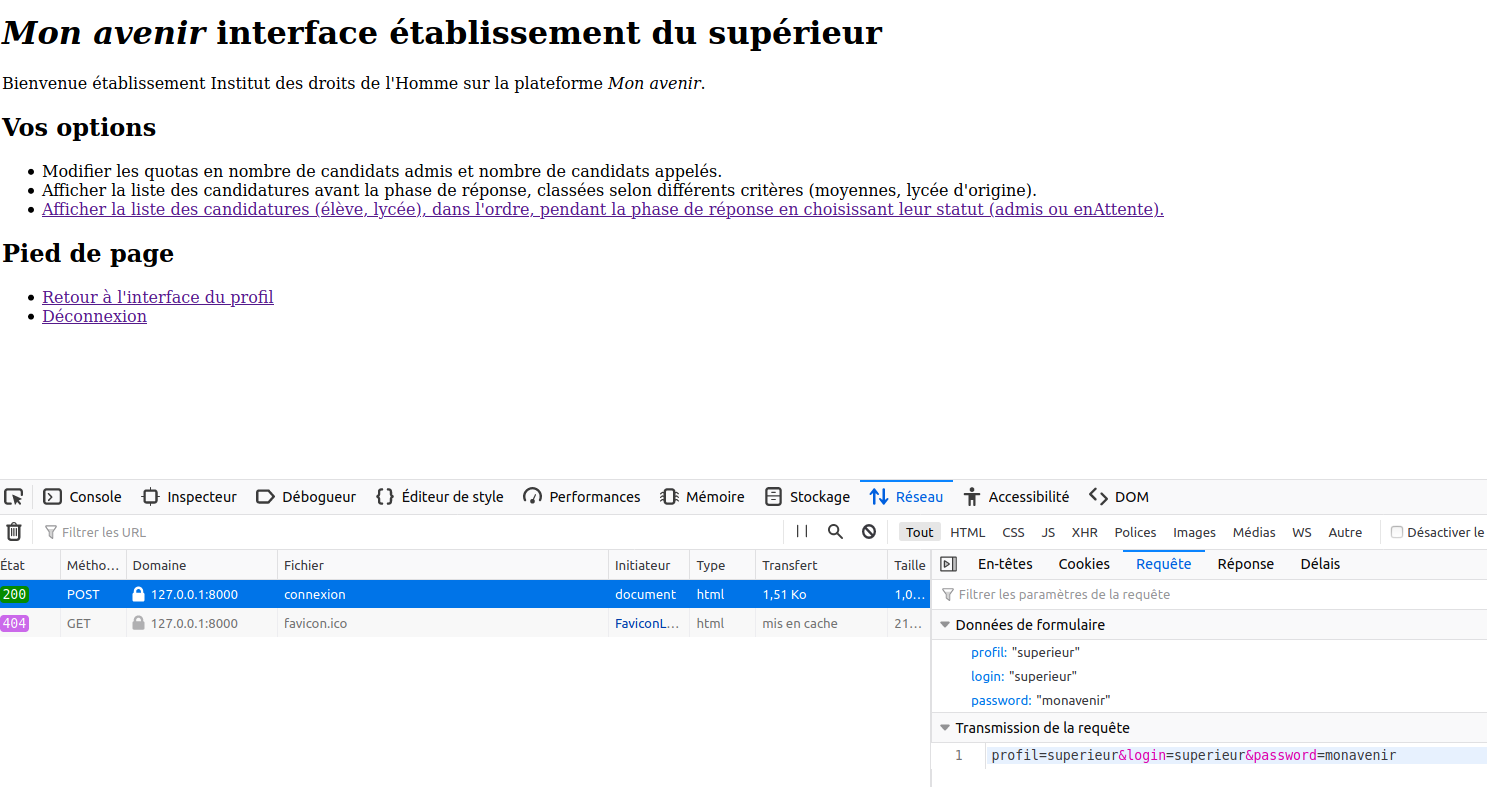 Mon avenir interface établissement du supérieur
Bienvenue établissement Institut des droits de l'Homme sur la plateforme Mon avenir.
Vos options
Modifier les quotas en nombre de candidats admis et nombre de candidats appelés.
Afficher la liste des candidatures avant la phase de réponse, classées selon différents critères (moyennes, lycée d'origine).
Afficher la liste des candidatures (élève, lycée), dans l'ordre, pendant la phase de réponse en choisissant leur statut (admis ou enAttente).
Pied de page
Retour à l'interface du profil
Déconnexion
Console Inspecteur Débogueur {} Éditeur de style Performances Mémoire Stockage Réseau Accessibilité DOM
Filtrer les URL Tout HTML CSS JS XHR Polices Images Médias WS Autre Désactiver le
État Métho… Domaine Fichier Initiateur Type Transfert Taille
En-têtes Cookies Requête Réponse Délais
200 POST 127.0.0.1:8000 connexion document html 1,51 Ko 1,0…
404 GET 127.0.0.1:8000 favicon.ico FaviconL… html mis en cache 21…
Filtrer les paramètres de la requête
Données de formulaire
profil: "superieur"
login: "superieur"
password: "monavenir"
Transmission de la requête
1 profil=superieur&login=superieur&password=monavenir